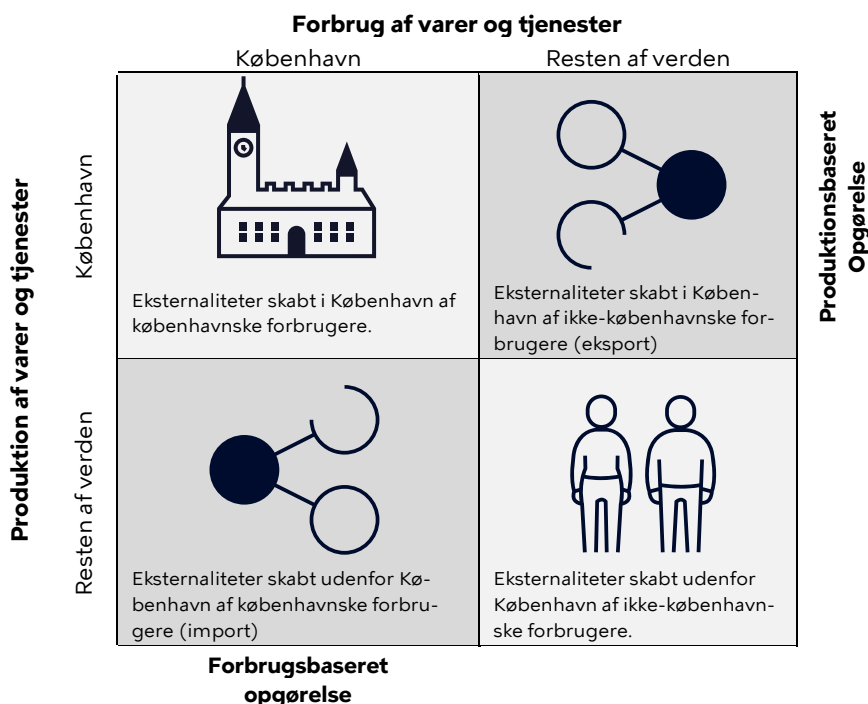 Forbrug af varer og tjenester
København
Resten af verden
Produktion af varer og tjenester
København
Eksternaliteter skabt i København af
københavnske forbrugere.
Eksternaliteter skabt i Køben-
havn af ikke-københavnske for-
brugere (eksport)
Produktionsbaseret
Opgørelse
Resten af verden
Eksternaliteter skabt udenfor Kø-
benhavn af københavnske forbru-
gere (import)
Eksternaliteter skabt udenfor
København af ikke-københavn-
ske forbrugere.
Forbrugsbaseret
opgørelse